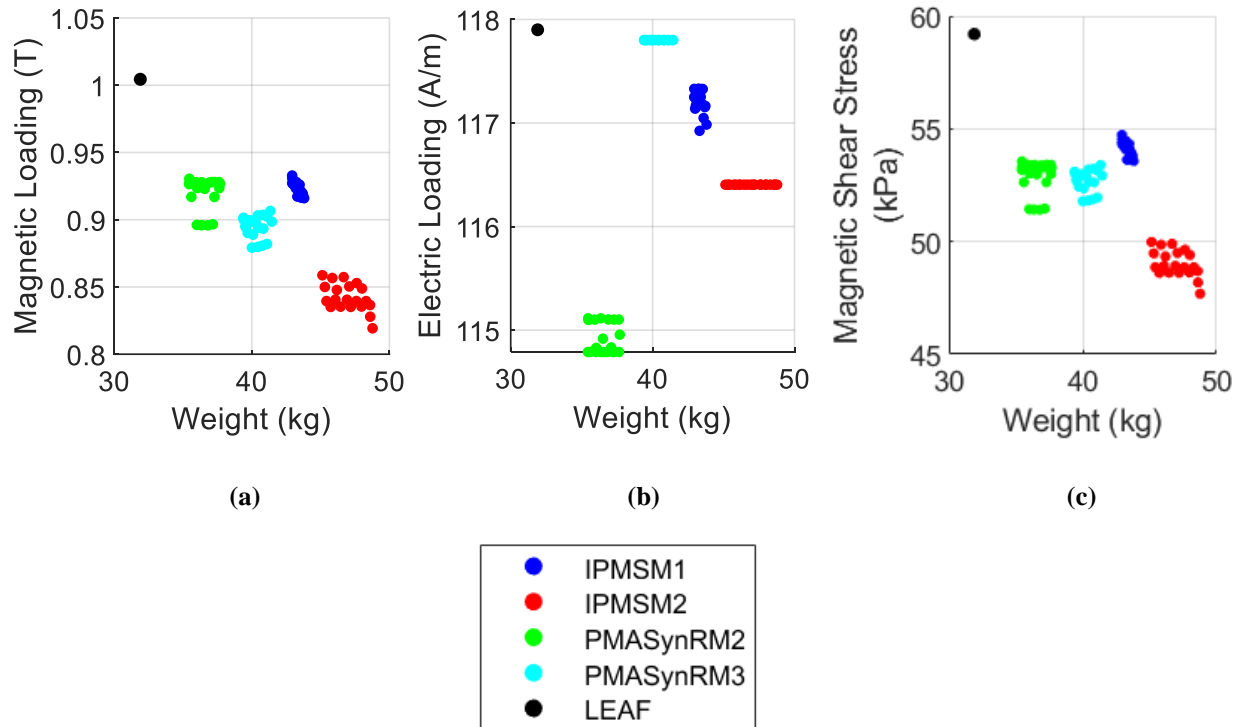 Magnetic Loading (T)
1.05
1
0.95
0.9
0.85
0.8
30 40 50
Weight (kg)
(a)
Electric Loading (A/m)
118
117
116
115
30 40 50
Weight (kg)
(b)
Magnetic Shear Stress
(kPa)
60
55
50
45
30 40 50
Weight (kg)
(c)
IPMSM1
IPMSM2
PMASynRM2
PMASynRM3
LEAF